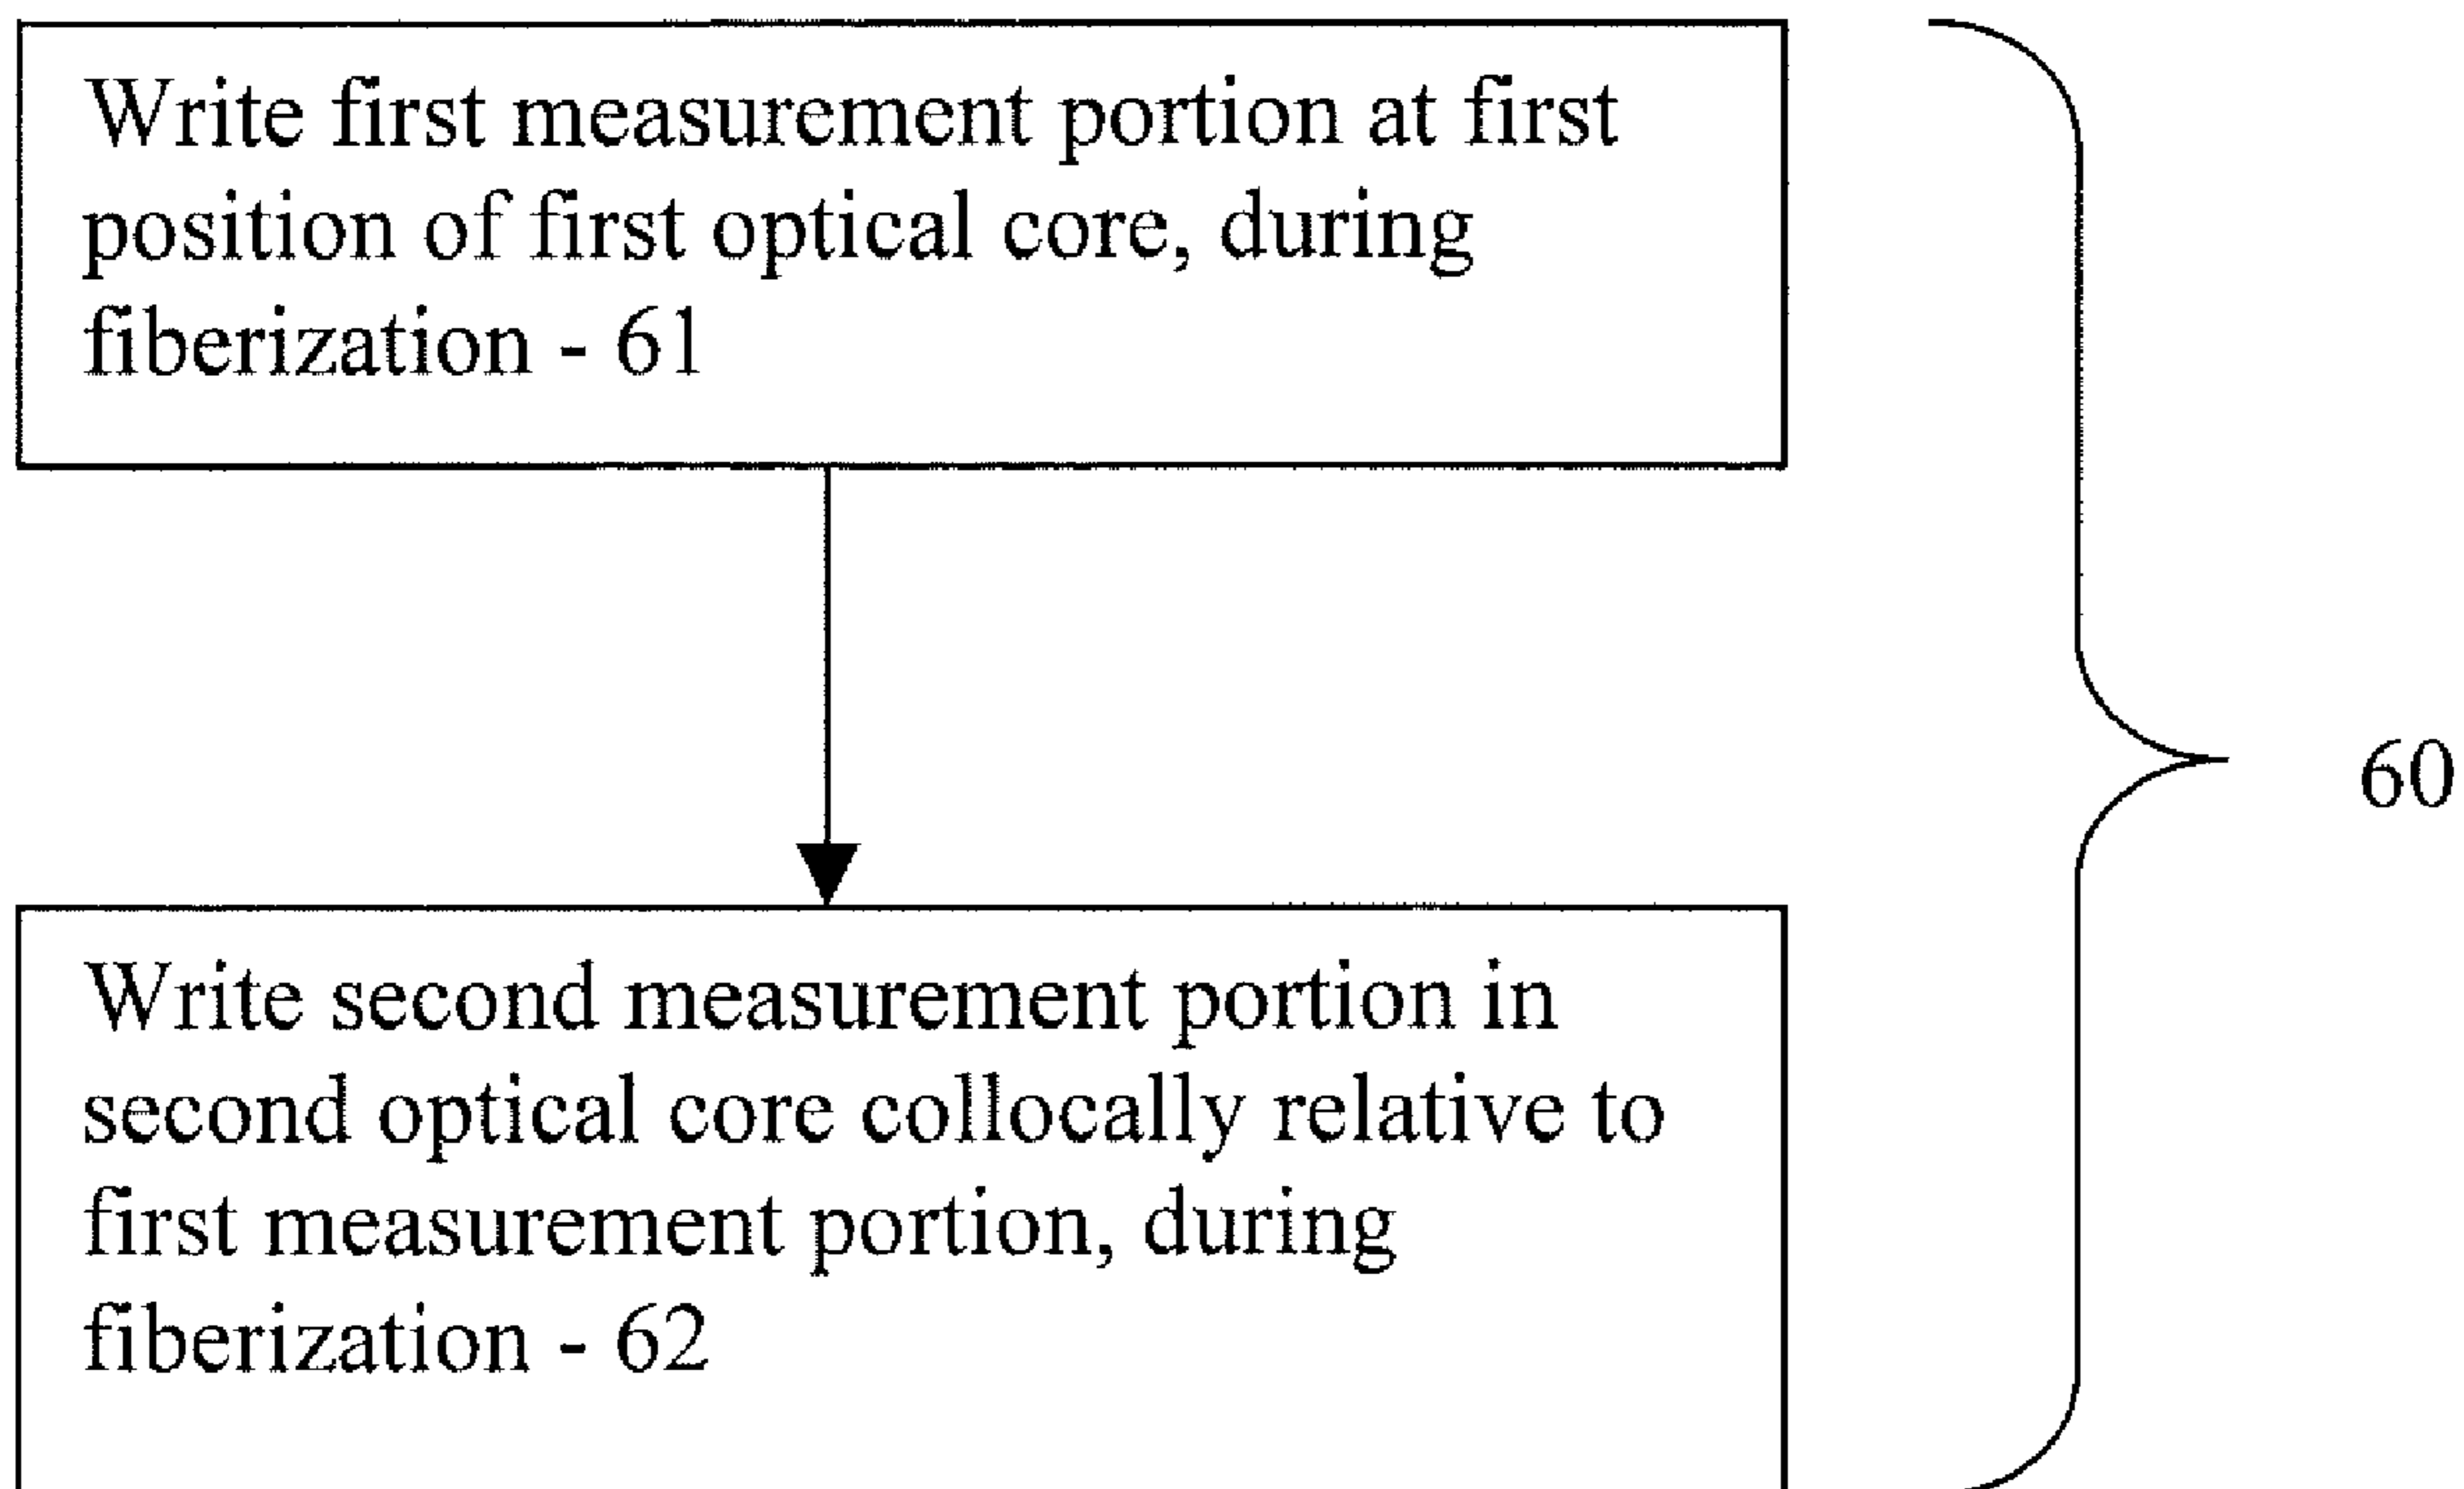 Write first measurement portion at first
position of first optical core, during
fiberization - 61
60
Write second measurement portion in
second optical core collocally relative to
first measurement portion, during
fiberization - 62